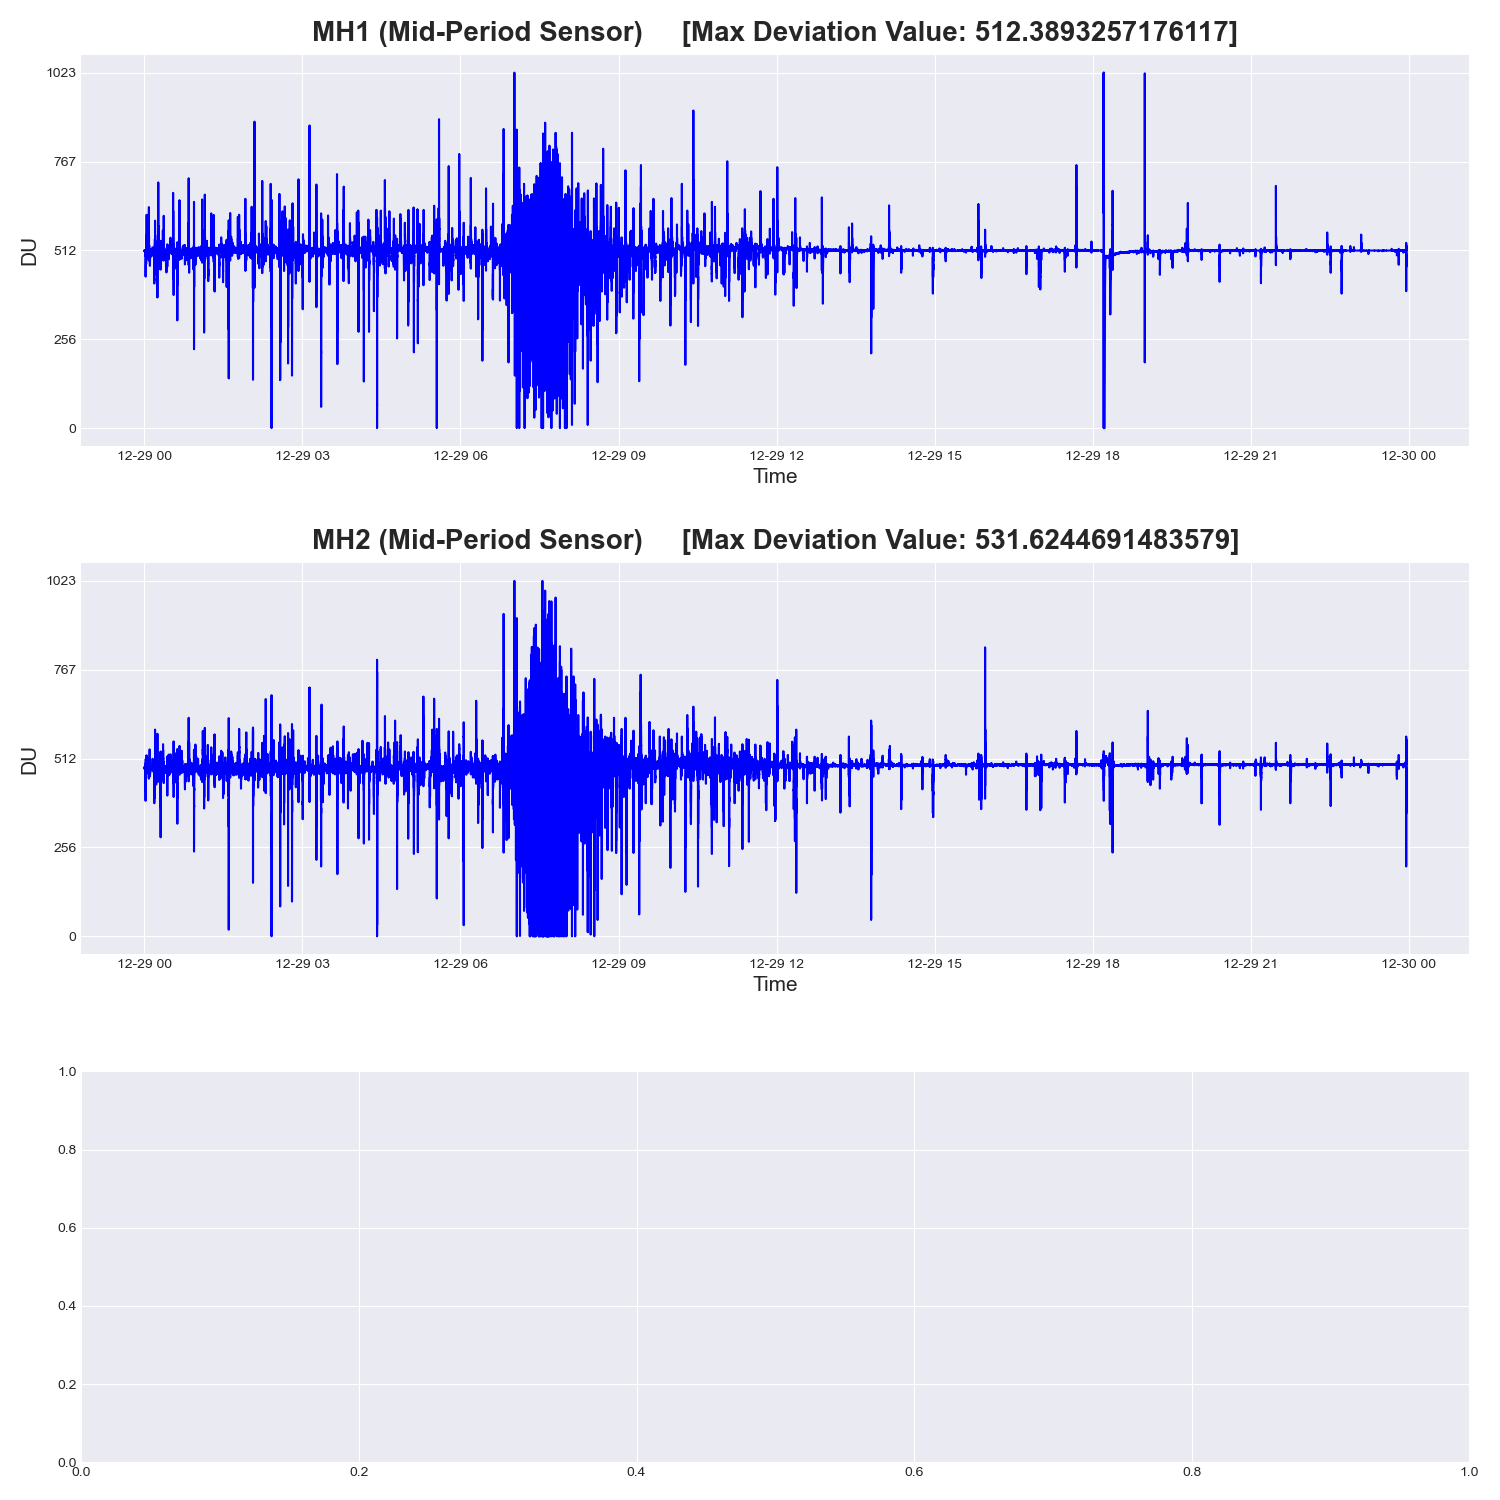 MH1 (Mid-Period Sensor) [Max Deviation Value: 512.3893257176117]
1023
767
512
256
0
DU
12-29 00 12-29 03 12-29 06 12-29 09 12-29 12 12-29 15 12-29 18 12-29 21 12-30 00
Time
MH2 (Mid-Period Sensor) [Max Deviation Value: 531.6244691483579]
1023
767
512
256
0
DU
12-29 00 12-29 03 12-29 06 12-29 09 12-29 12 12-29 15 12-29 18 12-29 21 12-30 00
Time
1.0
0.8
0.6
0.4
0.2
0.0
0.0 0.2 0.4 0.6 0.8 1.0